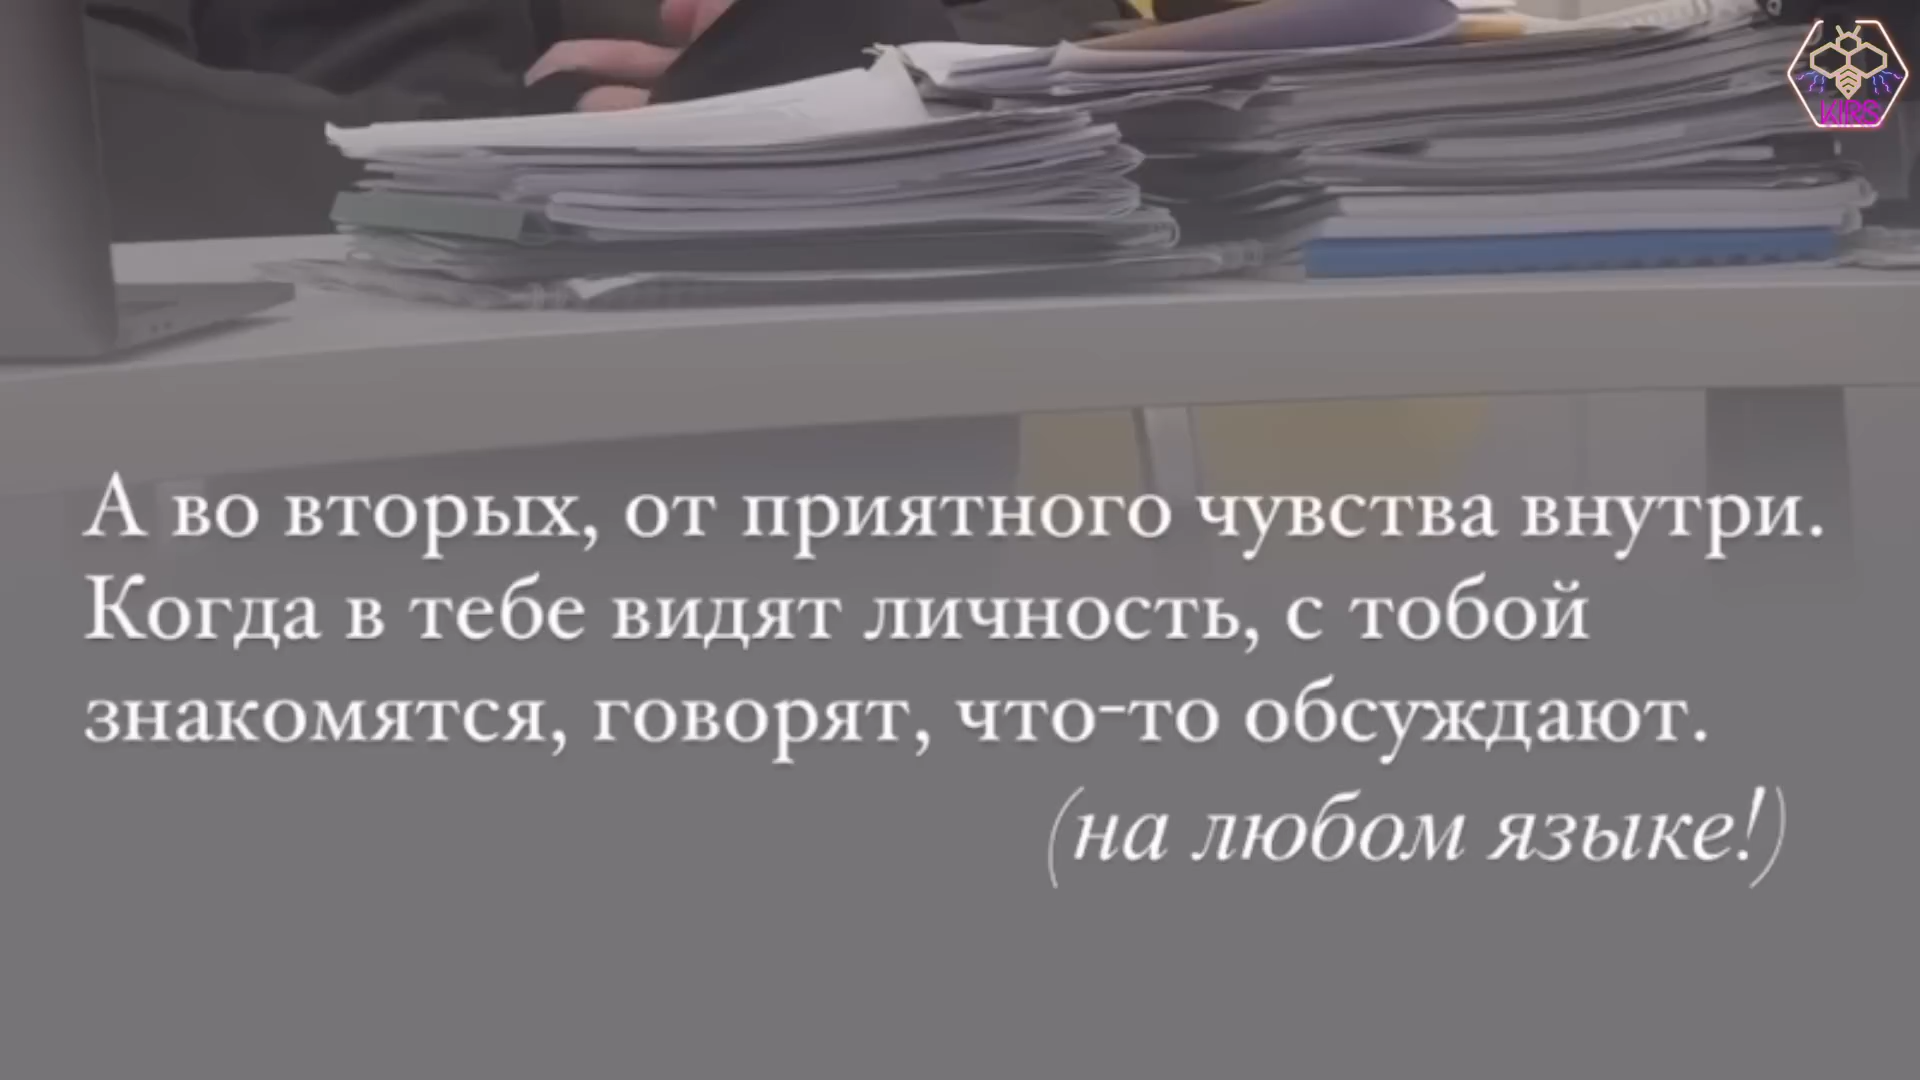 KIRS
А во вторых, от приятного чувства внутри.
Когда в тебе видят личность, с тобой
знакомятся, говорят, что-то обсуждают.
(на любом языке!)